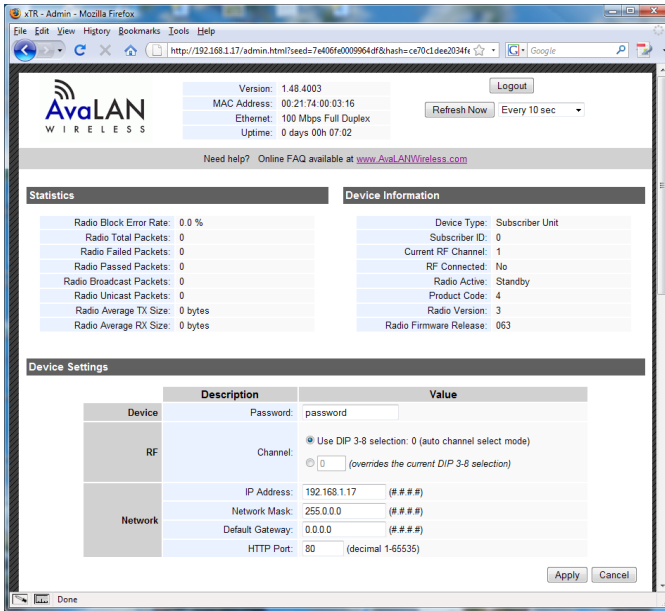 xTR - Admin - Mozilla Firefox
File Edit View History Bookmarks Tools Help
http://192.168.1.17/admin.html?seed=7e406fe0009964df&hash=ce70c1dee2034fe
G Google
AvaLAN
WIRELESS
Version: 1.48.4003
MAC Address: 00:21:74:00:03:16
Ethernet: 100 Mbps Full Duplex
Uptime: 0 days 00h 07:02
Logout
Refresh Now Every 10 sec
Need help? Online FAQ available at www.AvaLANWireless.com
Statistics
Radio Block Error Rate: 0.0 %
Radio Total Packets: 0
Radio Failed Packets: 0
Radio Passed Packets: 0
Radio Broadcast Packets: 0
Radio Unicast Packets: 0
Radio Average TX Size: 0 bytes
Radio Average RX Size: 0 bytes
Device Information
Device Type: Subscriber Unit
Subscriber ID: 0
Current RF Channel: 1
RF Connected: No
Radio Active: Standby
Product Code: 4
Radio Version: 3
Radio Firmware Release: 063
Device Settings
Description Value
Device Password: password
RF Channel: Use DIP 3-8 selection: 0 (auto channel select mode)
0 (overrides the current DIP 3-8 selection)
Network
IP Address: 192.168.1.17 (#.#.#.#)
Network Mask: 255.0.0.0 (#.#.#.#)
Default Gateway: 0.0.0.0 (#.#.#.#)
HTTP Port: 80 (decimal 1-65535)
Apply Cancel
Done